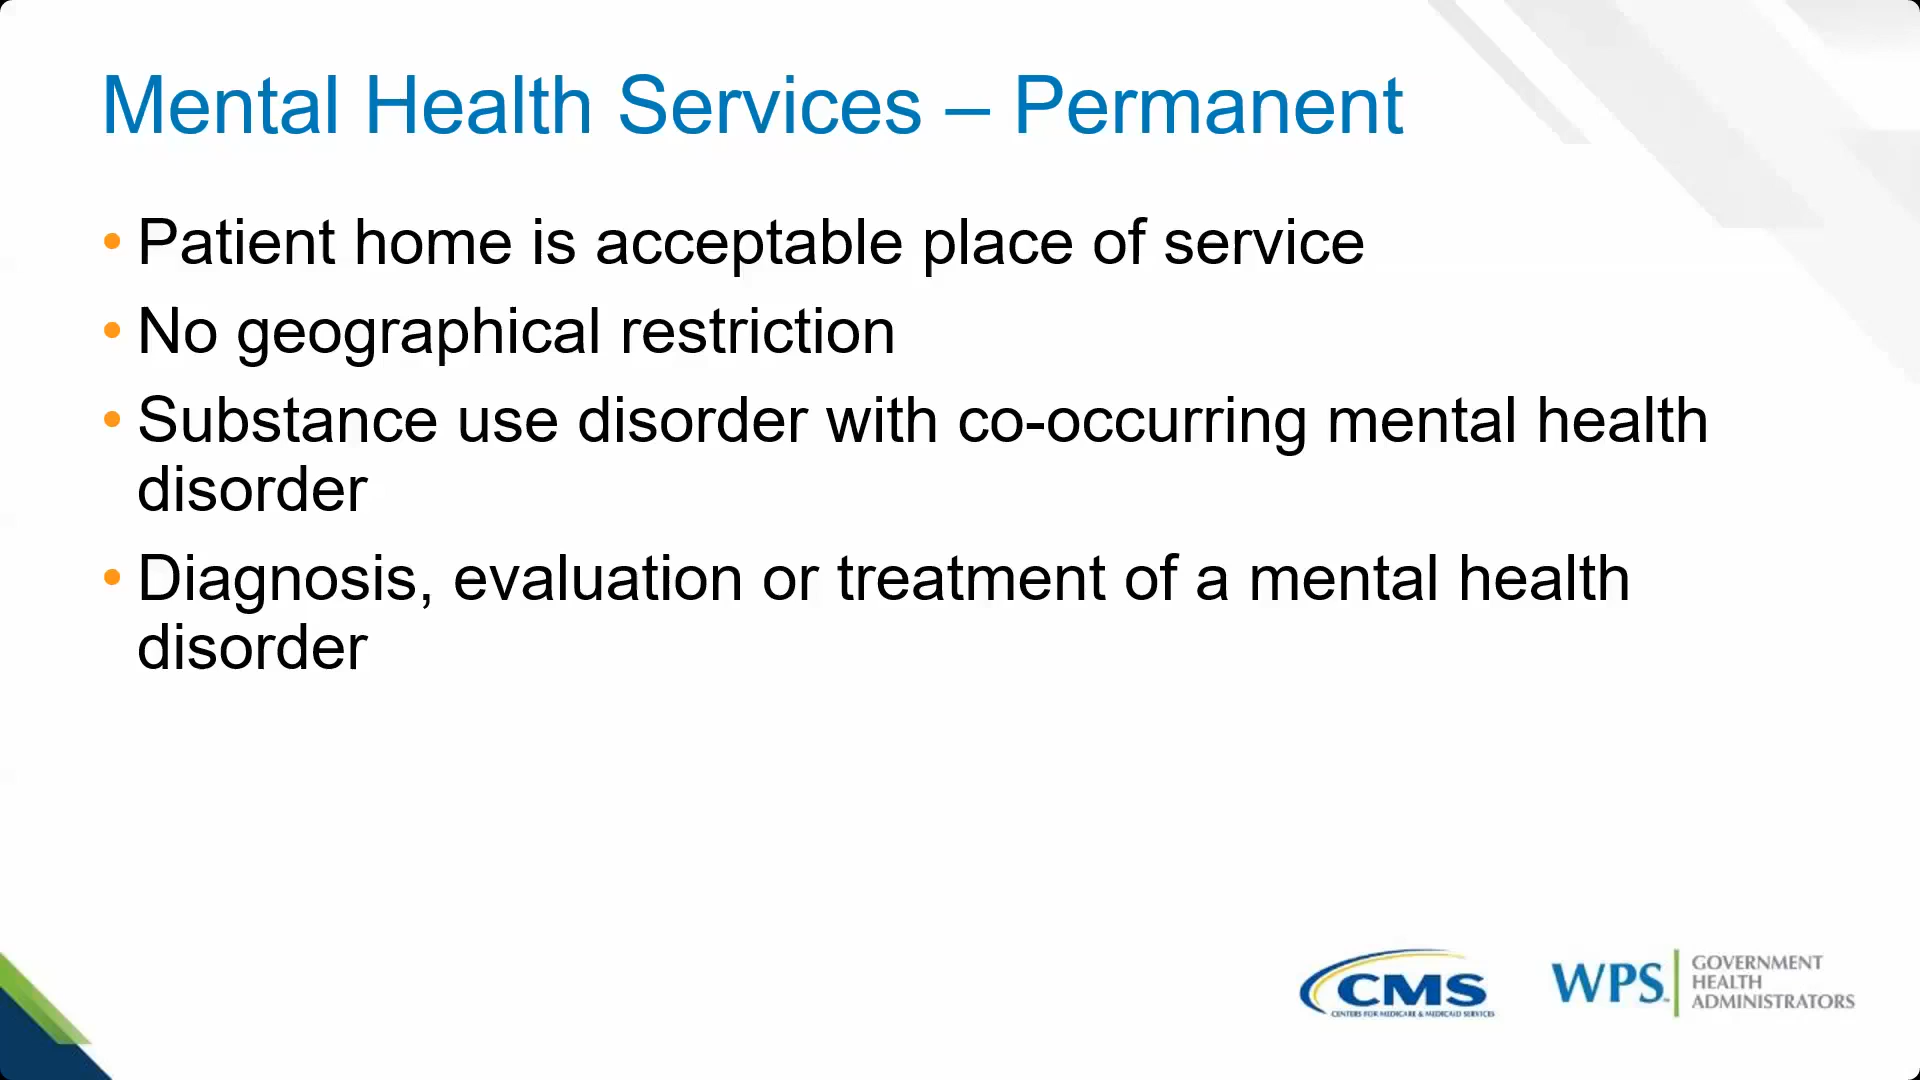 Mental Health Services – Permanent
• Patient home is acceptable place of service
• No geographical restriction
• Substance use disorder with co-occurring mental health
disorder
• Diagnosis, evaluation or treatment of a mental health
disorder
CMS
CENTERS FOR MEDICARE & MEDICAID SERVICES
WPS
GOVERNMENT
HEALTH
ADMINISTRATORS